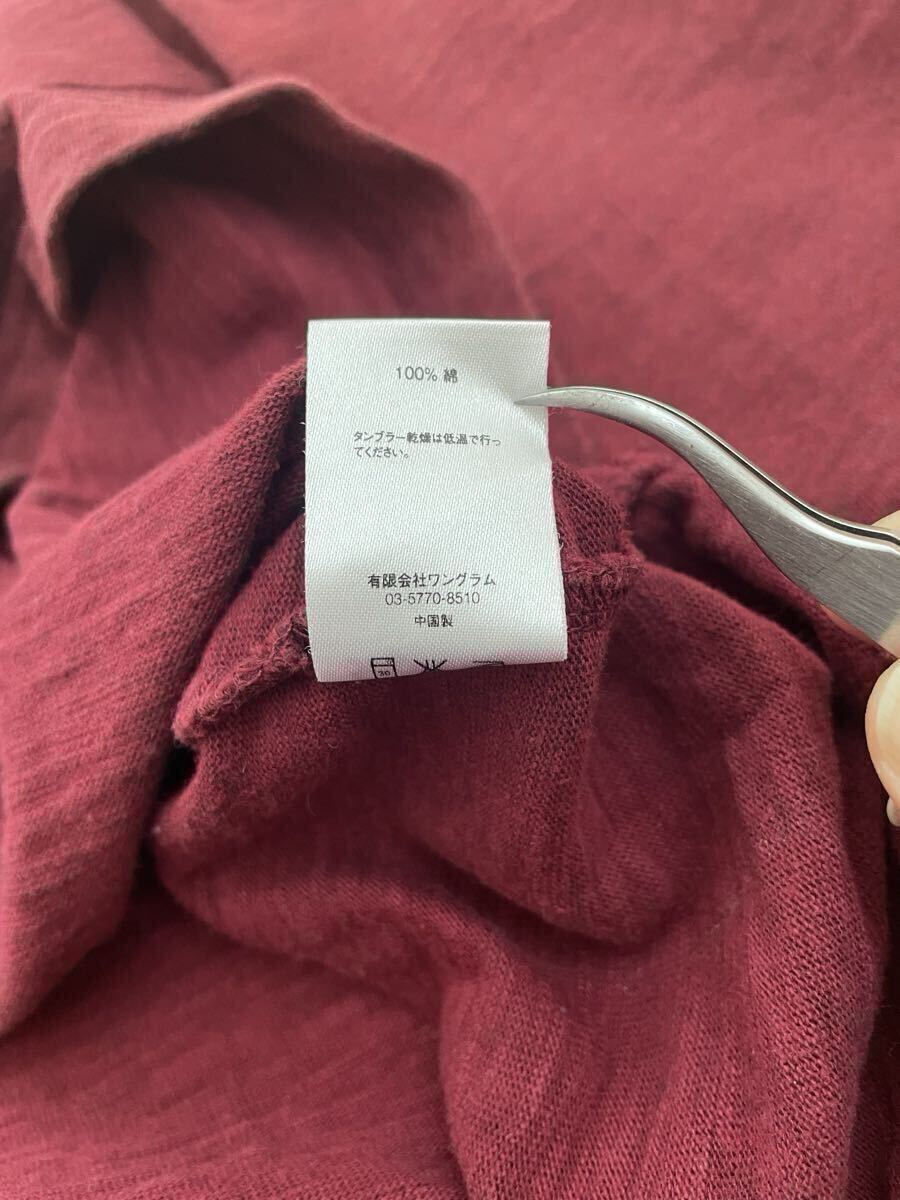 100% 綿
タンブラー乾燥は低温で行っ
てください。
有限会社ワングラム
03-5770-8510
中国製
30